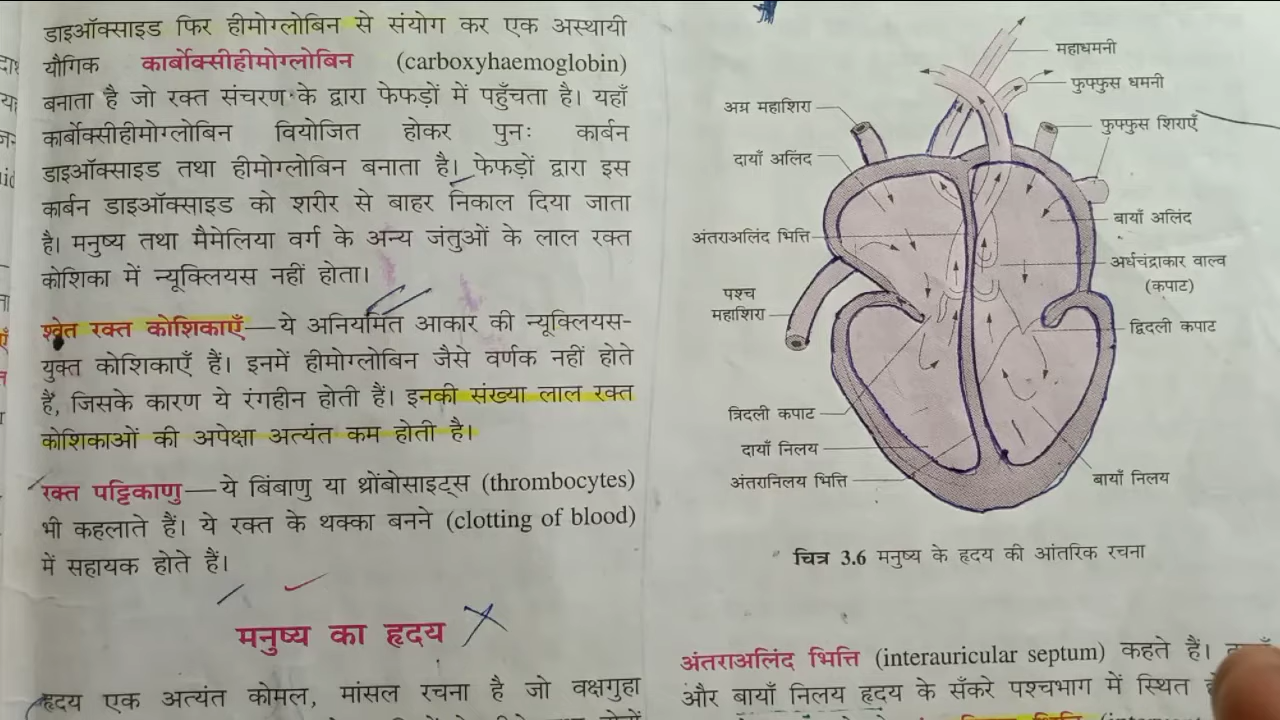 डाइऑक्साइड फिर हीमोग्लोबिन से संयोग कर एक अस्थायी
यौगिक कार्बोक्सीहीमोग्लोबिन (carboxyhaemoglobin)
बनाता है जो रक्त संचरण के द्वारा फेफड़ों में पहुँचता है। यहाँ
कार्बोक्सीहीमोग्लोबिन वियोजित होकर पुनः कार्बन
डाइऑक्साइड तथा हीमोग्लोबिन बनाता है। फेफड़ों द्वारा इस
कार्बन डाइऑक्साइड को शरीर से बाहर निकाल दिया जाता
है। मनुष्य तथा मैमेलिया वर्ग के अन्य जंतुओं के लाल रक्त
कोशिका में न्यूक्लियस नहीं होता।
श्वेत रक्त कोशिकाएँ—ये अनियमित आकार की न्यूक्लियस-
युक्त कोशिकाएँ हैं। इनमें हीमोग्लोबिन जैसे वर्णक नहीं होते
हैं, जिसके कारण ये रंगहीन होती हैं। इनकी संख्या लाल रक्त
कोशिकाओं की अपेक्षा अत्यंत कम होती है।
रक्त पट्टिकाणु—ये बिंबाणु या थ्रोंबोसाइट्स (thrombocytes)
भी कहलाते हैं। ये रक्त के थक्का बनने (clotting of blood)
में सहायक होते हैं।
मनुष्य का हृदय
हृदय एक अत्यंत कोमल, मांसल रचना है जो वक्षगुहा
महाधमनी
फुफ्फुस धमनी
अग्र महाशिरा
फुफ्फुस शिराएँ
दायाँ अलिंद
बायाँ अलिंद
अंतराअलिंद भित्ति
अर्धचंद्राकार वाल्व
(कपाट)
पश्च
महाशिरा
द्विदली कपाट
त्रिदली कपाट
दायाँ निलय
अंतरानिलय भित्ति
बायाँ निलय
चित्र 3.6 मनुष्य के हृदय की आंतरिक रचना
अंतराअलिंद भित्ति (interauricular septum) कहते हैं।
और बायाँ निलय हृदय के सँकरे पश्चभाग में स्थित